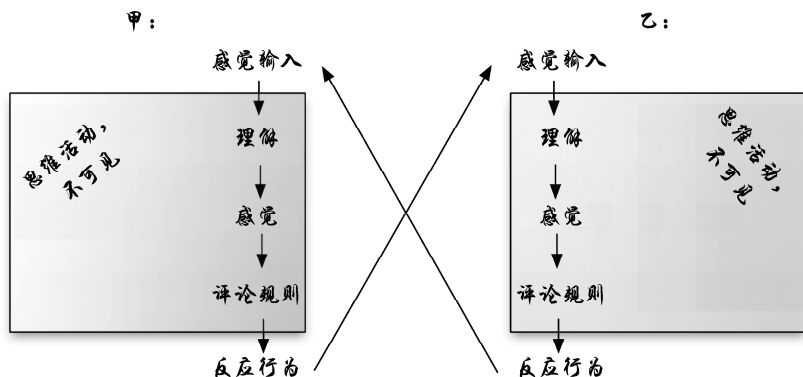 甲：
感觉输入
思维活动，
不可见
理解
感觉
评论规则
反应行为
乙：
感觉输入
思维活动，
不可见
理解
感觉
评论规则
反应行为